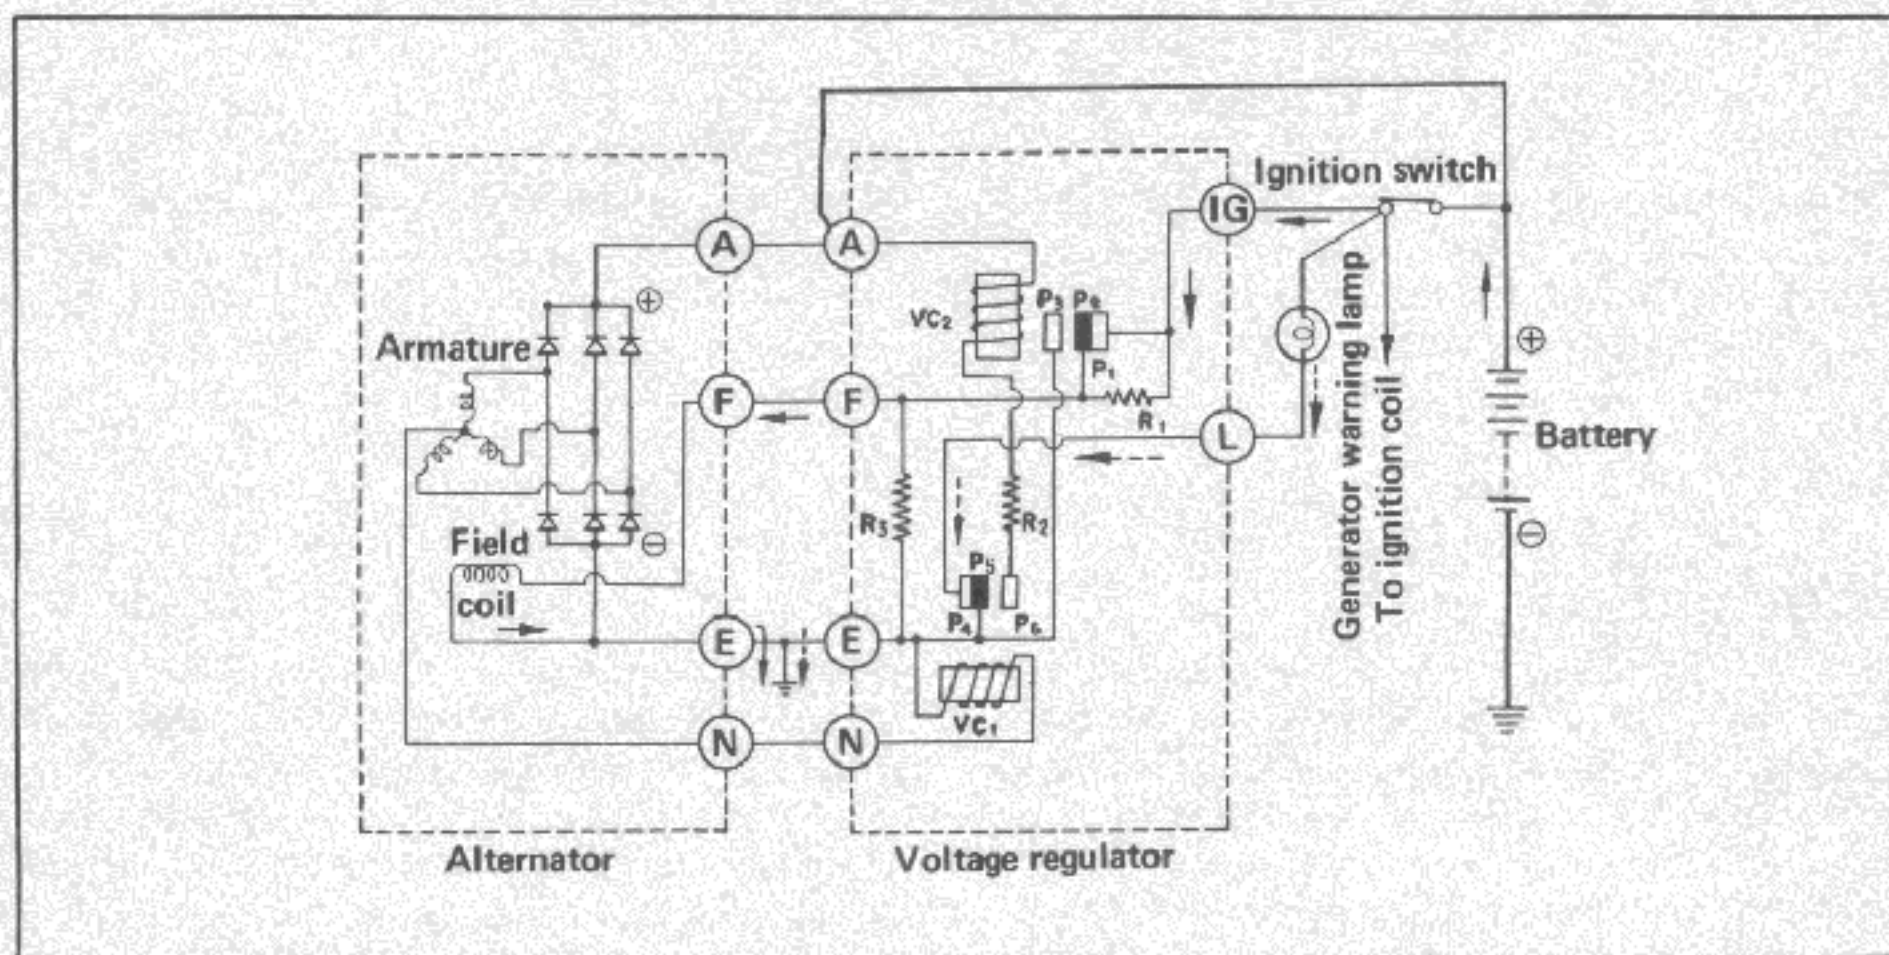 Ignition switch
IG
A
A
⊕
P3
P2
VC2
Armature
P1
F
F
R1
L
Generator warning lamp
To ignition coil
⊕
Battery
⊖
R3
R2
Field
coil
⊖
P5
P4
P6
E
E
VC1
N
N
Alternator
Voltage regulator